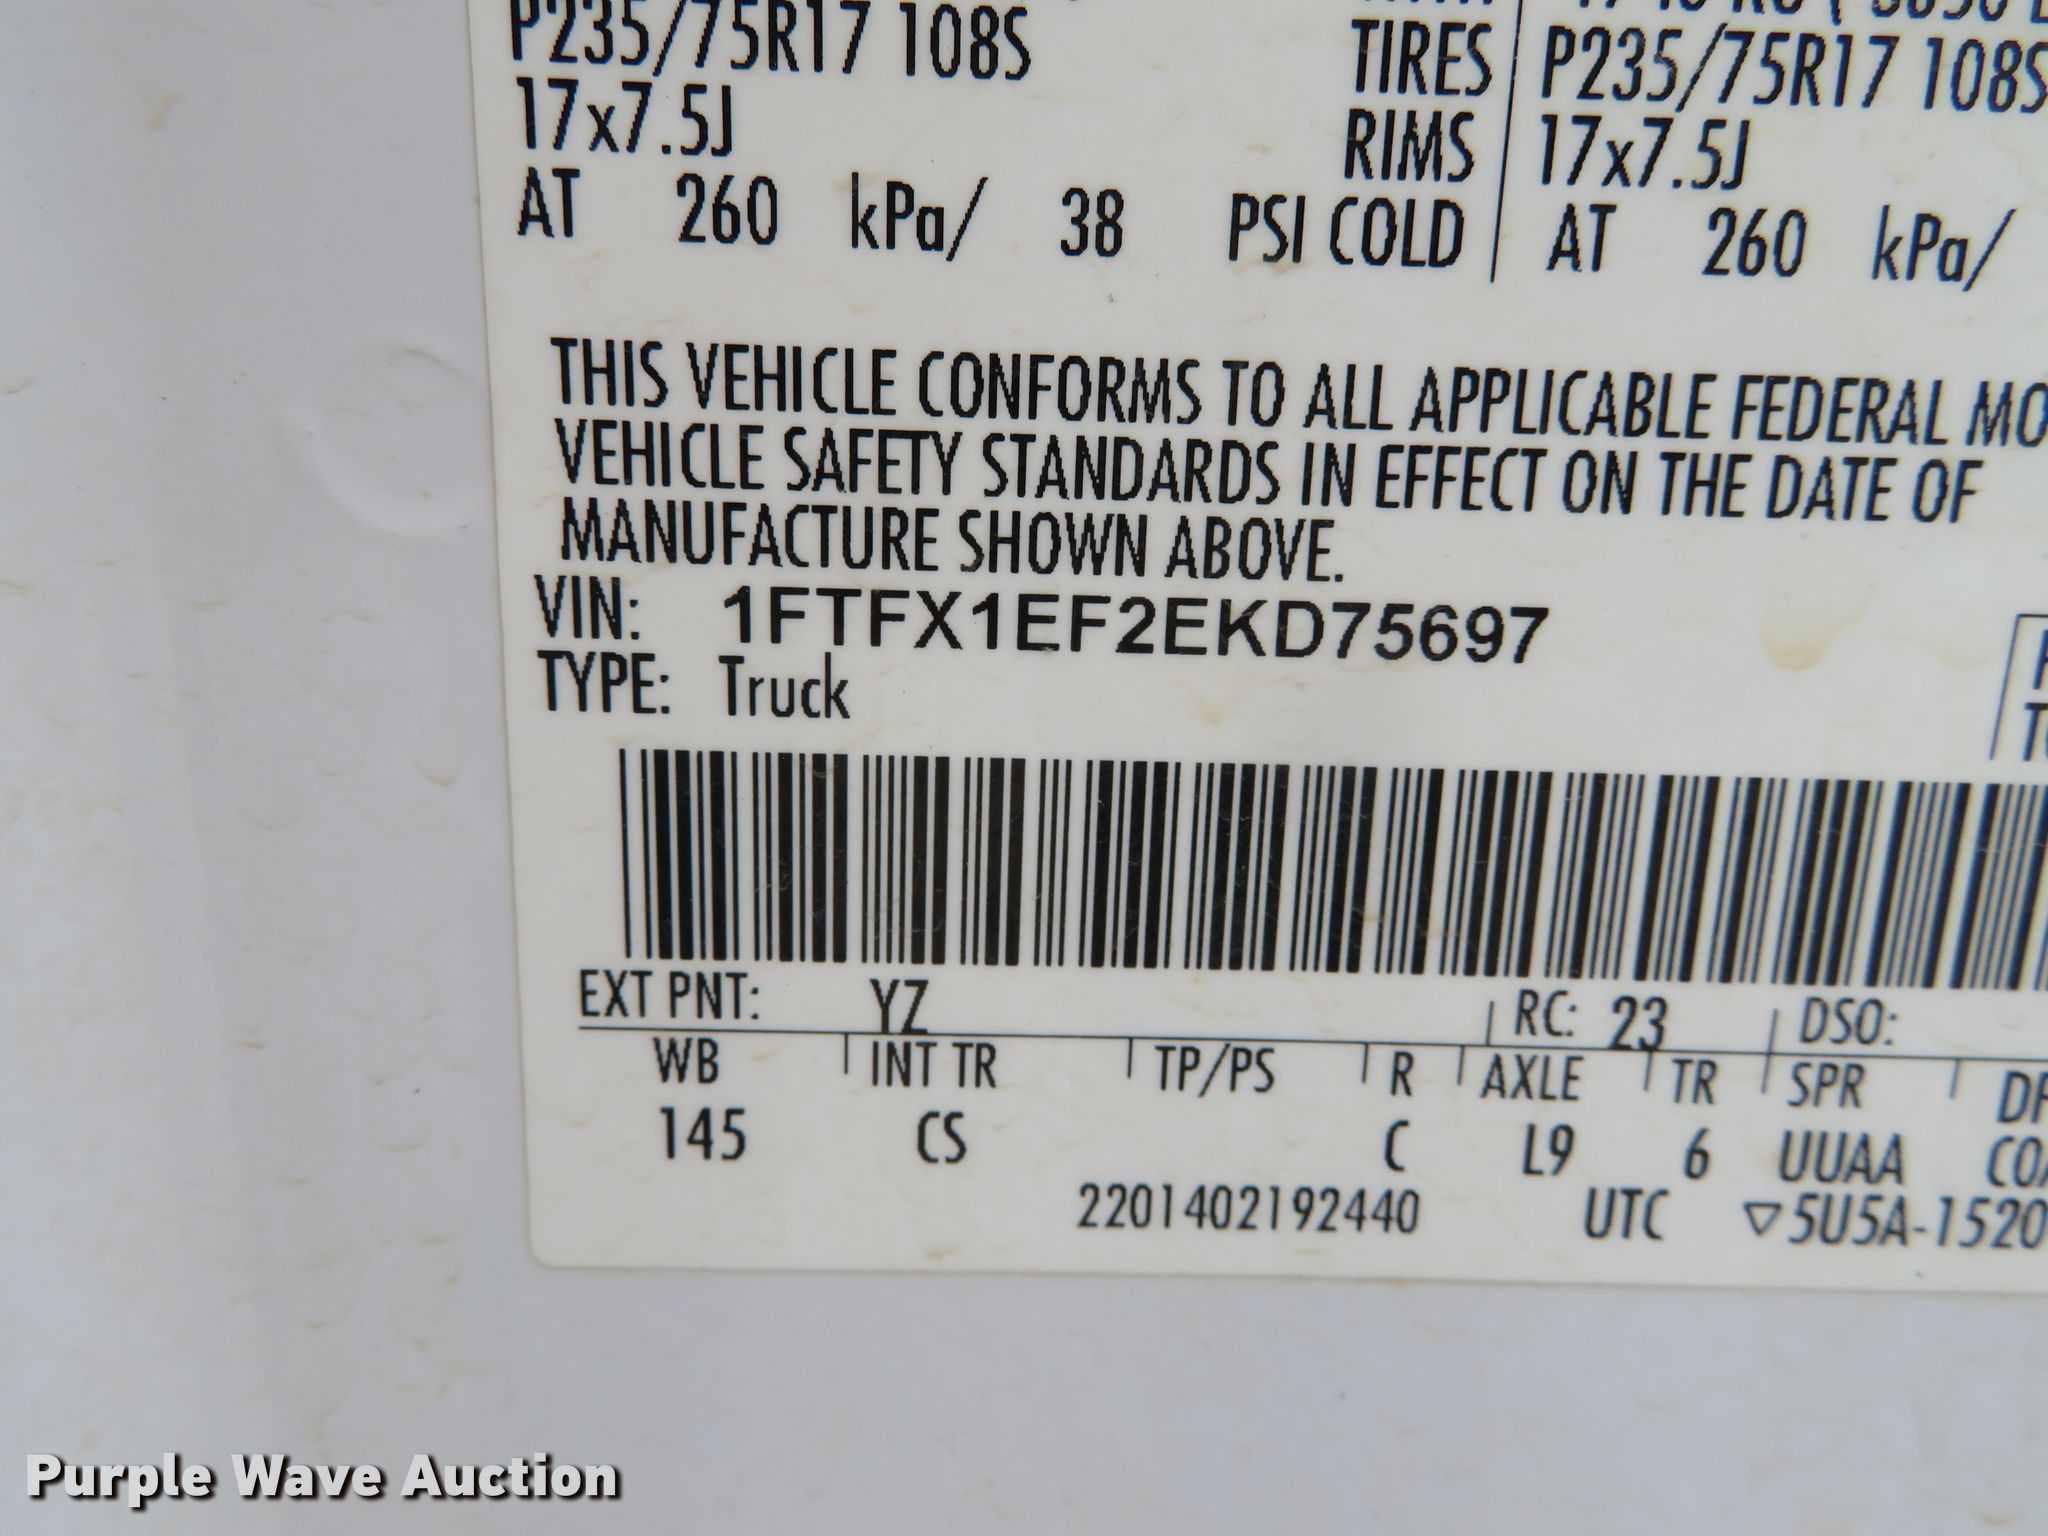 P235/75R17 108S
17x7.5J
AT 260 kPa/ 38 PSI COLD
TIRES P235/75R17 108S
RIMS 17x7.5J
AT 260 kPa/
THIS VEHICLE CONFORMS TO ALL APPLICABLE FEDERAL MO
VEHICLE SAFETY STANDARDS IN EFFECT ON THE DATE OF
MANUFACTURE SHOWN ABOVE.
VIN: 1FTFX1EF2EKD75697
TYPE: Truck
EXT PNT: YZ RC: 23 DSO:
WB INT TR TP/PS R AXLE TR SPR
145 CS C L9 6 UUAA
2201402192440 UTC ▽5U5A-1520
Purple Wave Auction